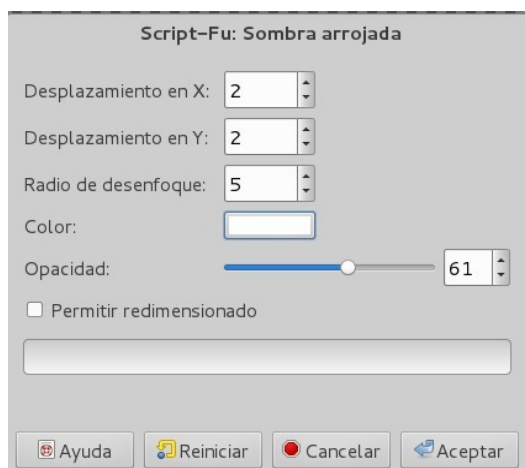 Script-Fu: Sombra arrojada
Desplazamiento en X: 2
Desplazamiento en Y: 2
Radio de desenfoque: 5
Color:
Opacidad: 61
Permitir redimensionado
Ayuda Reiniciar Cancelar Aceptar